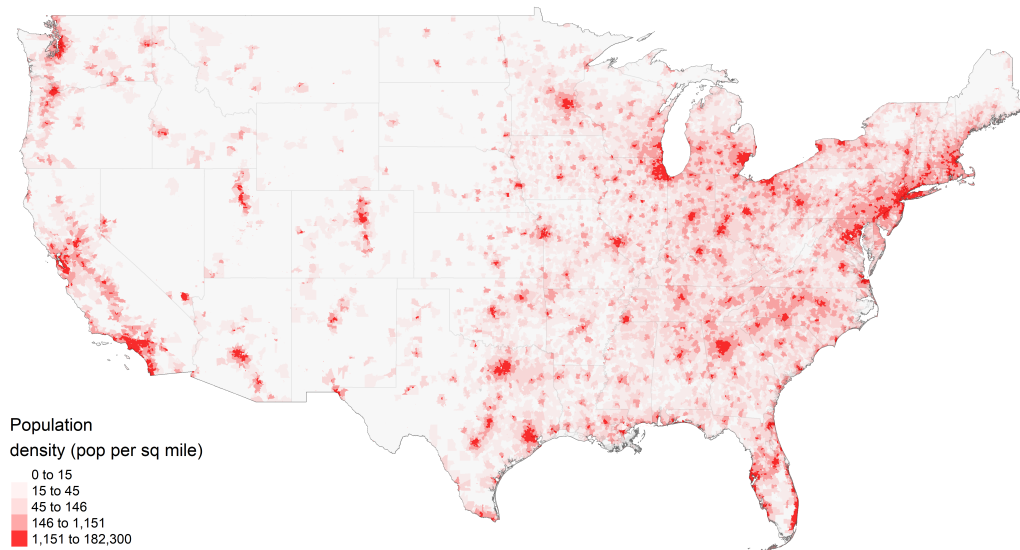 Population
density (pop per sq mile)
0 to 15
15 to 45
45 to 146
146 to 1,151
1,151 to 182,300